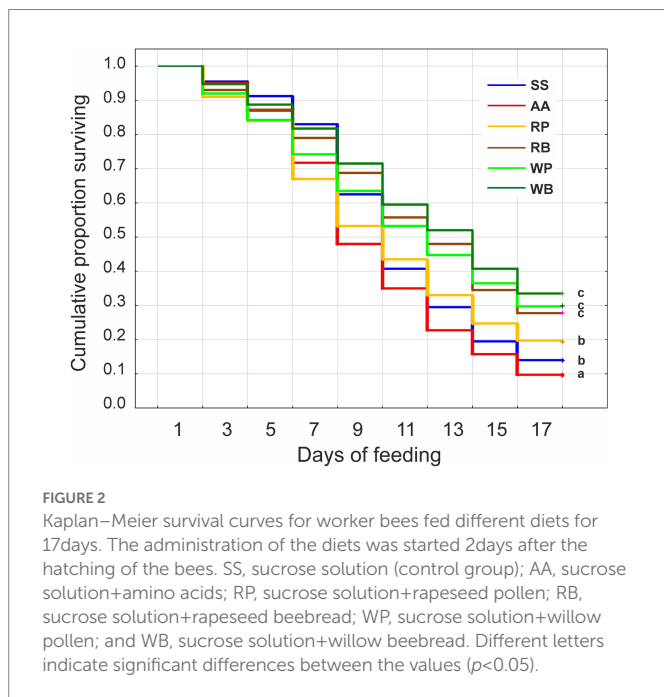 Cumulative proportion surviving
1.0
0.9
0.8
0.7
0.6
0.5
0.4
0.3
0.2
0.1
0.0
SS
AA
RP
RB
WP
WB
c
c
c
b
b
a
1 3 5 7 9 11 13 15 17
Days of feeding
FIGURE 2
Kaplan–Meier survival curves for worker bees fed different diets for
17days. The administration of the diets was started 2days after the
hatching of the bees. SS, sucrose solution (control group); AA, sucrose
solution+amino acids; RP, sucrose solution+rapeseed pollen; RB,
sucrose solution+rapeseed beebread; WP, sucrose solution+willow
pollen; and WB, sucrose solution+willow beebread. Different letters
indicate significant differences between the values (p<0.05).